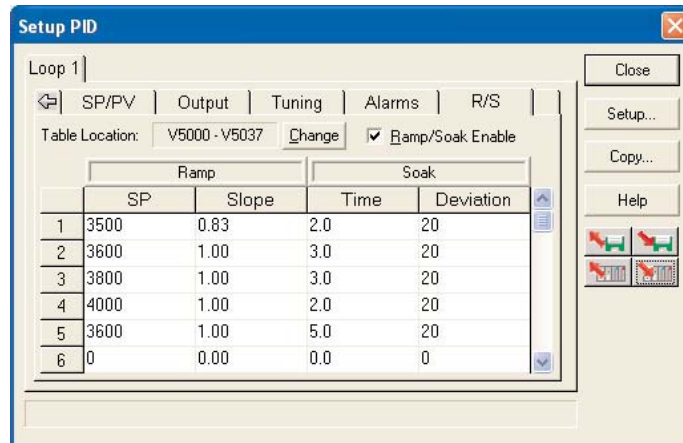 Setup PID
Loop 1
Close
SP/PV Output Tuning Alarms R/S
Setup...
Table Location: V5000 - V5037 Change Ramp/Soak Enable
Copy...
Ramp Soak
SP Slope Time Deviation
Help
1 3500 0.83 2.0 20
2 3600 1.00 3.0 20
3 3800 1.00 3.0 20
4 4000 1.00 2.0 20
5 3600 1.00 5.0 20
6 0 0.00 0.0 0